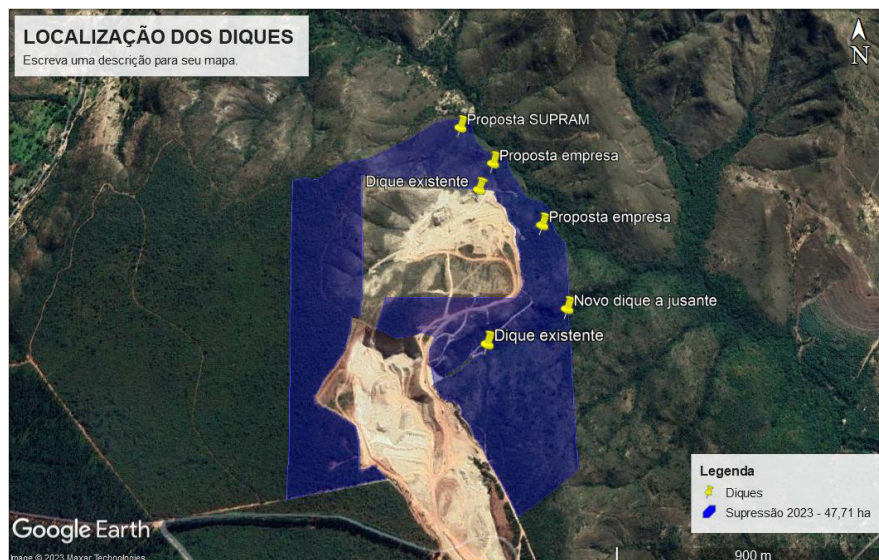 LOCALIZAÇÃO DOS DIQUES
Escreva uma descrição para seu mapa.
N
Proposta SUPRAM
Proposta empresa
Dique existente
Proposta empresa
Novo dique a jusante
Dique existente
Legenda
Diques
Supressão 2023 - 47,71 ha
Google Earth
Image © 2023 Maxar Technologies
900 m